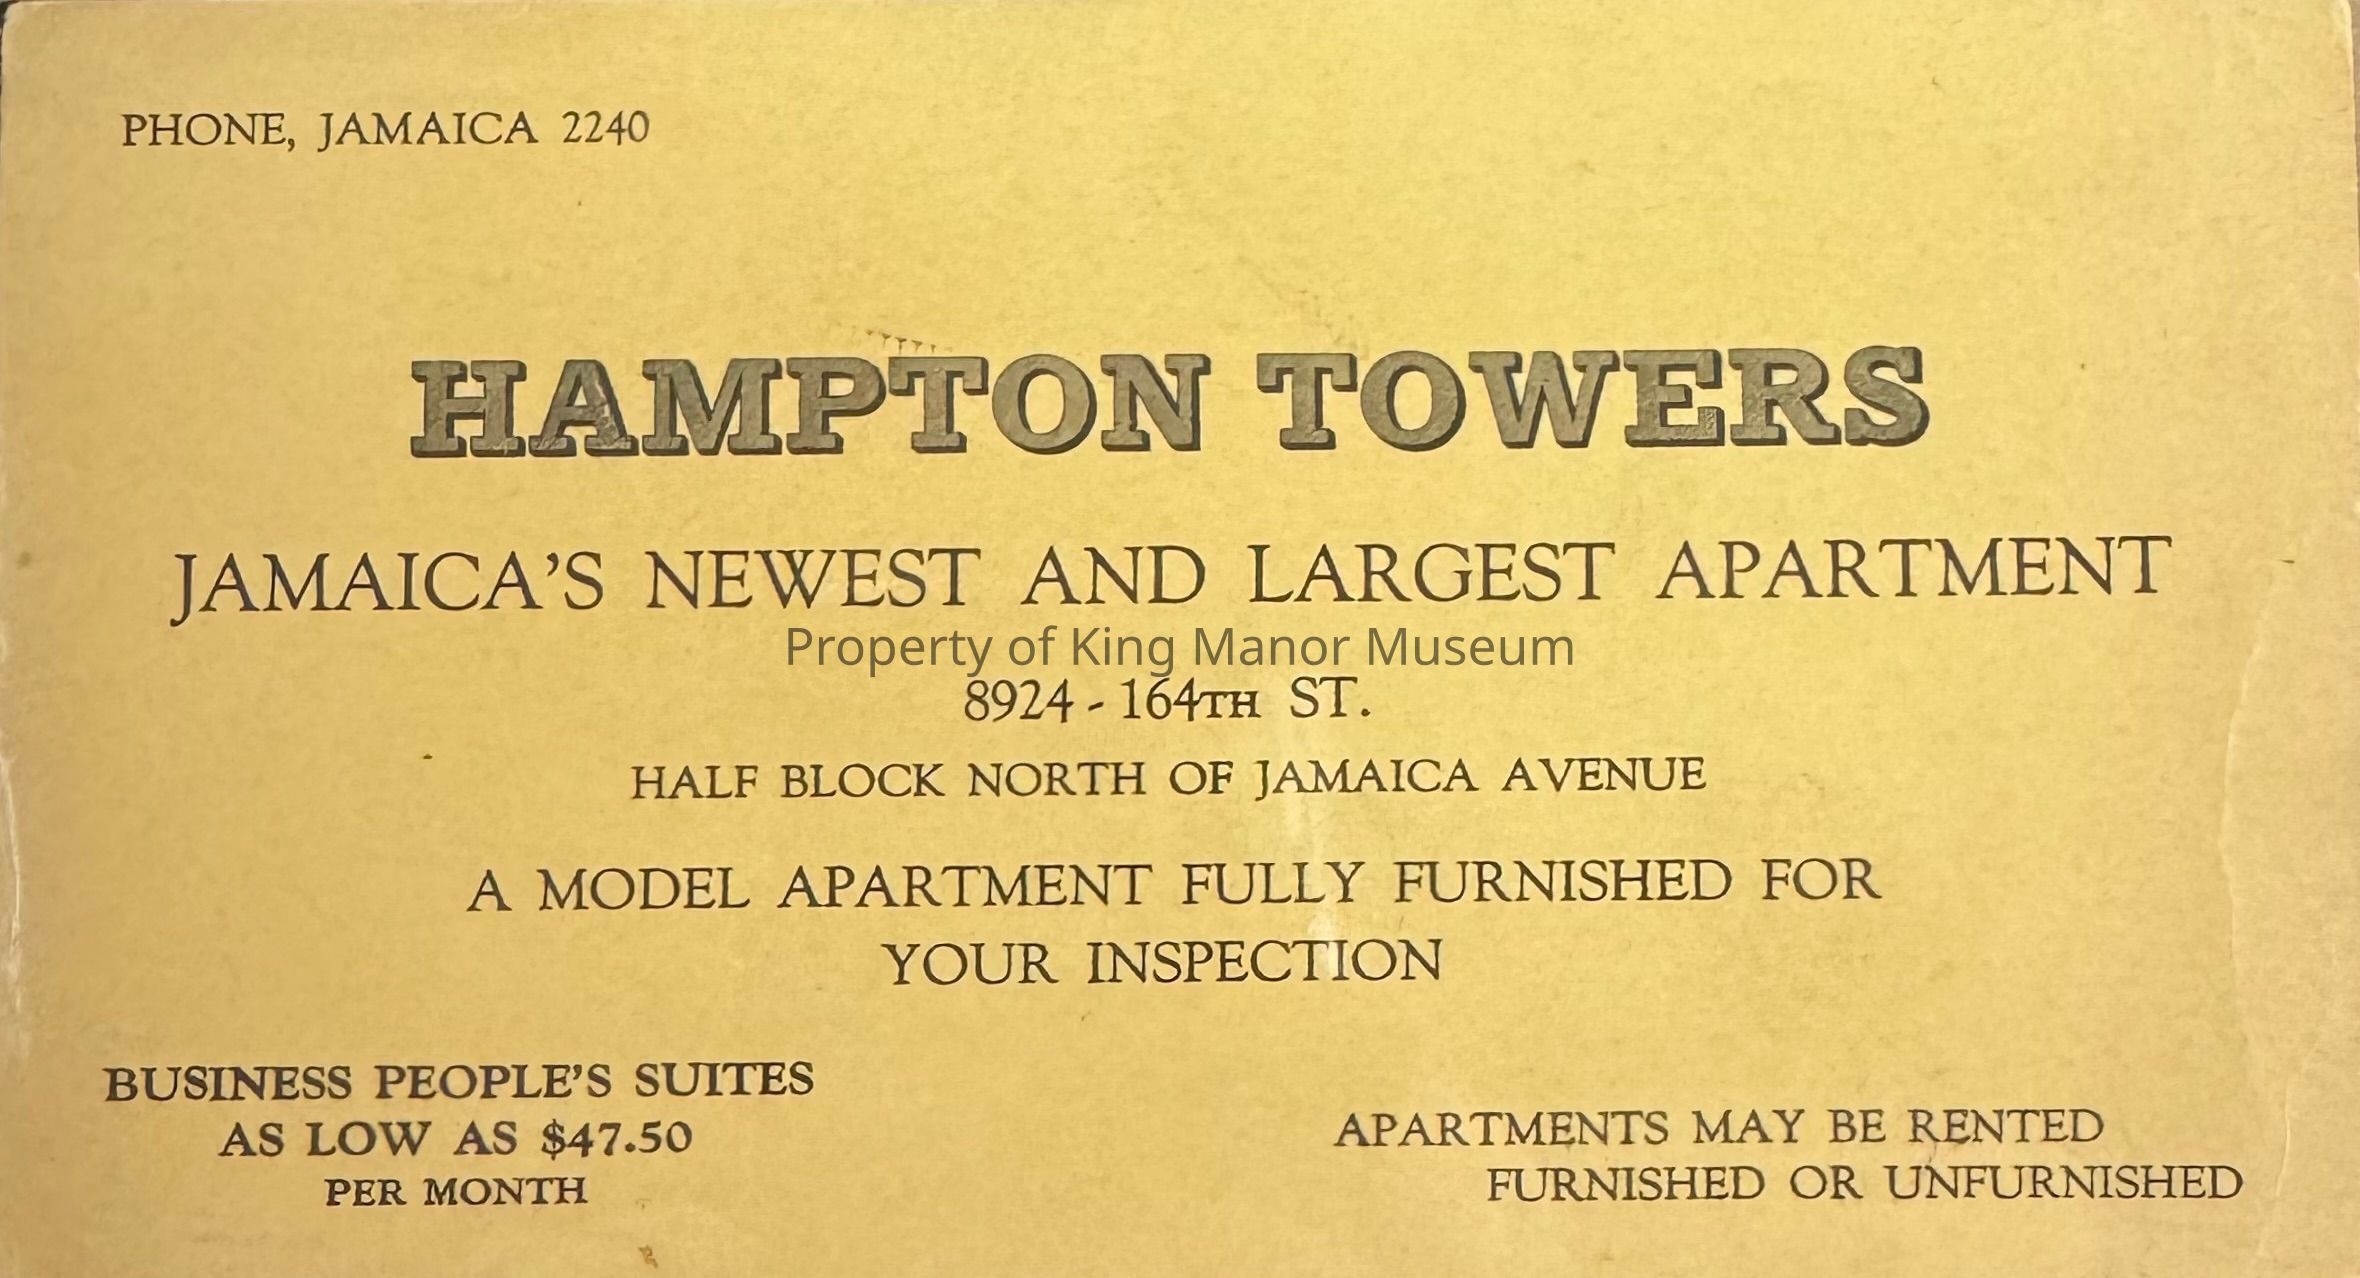 PHONE, JAMAICA 2240
HAMPTON TOWERS
JAMAICA'S NEWEST AND LARGEST APARTMENT
Property of King Manor Museum
8924 - 164TH ST.
HALF BLOCK NORTH OF JAMAICA AVENUE
A MODEL APARTMENT FULLY FURNISHED FOR
YOUR INSPECTION
BUSINESS PEOPLE'S SUITES
AS LOW AS $47.50
PER MONTH
APARTMENTS MAY BE RENTED
FURNISHED OR UNFURNISHED